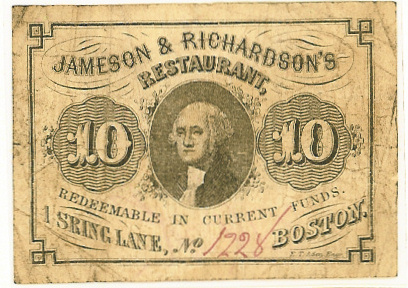 JAMESON & RICHARDSON'S
RESTAURANT,
10 10
REDEEMABLE IN CURRENT FUNDS.
1 SRING LANE, No 1228 BOSTON.